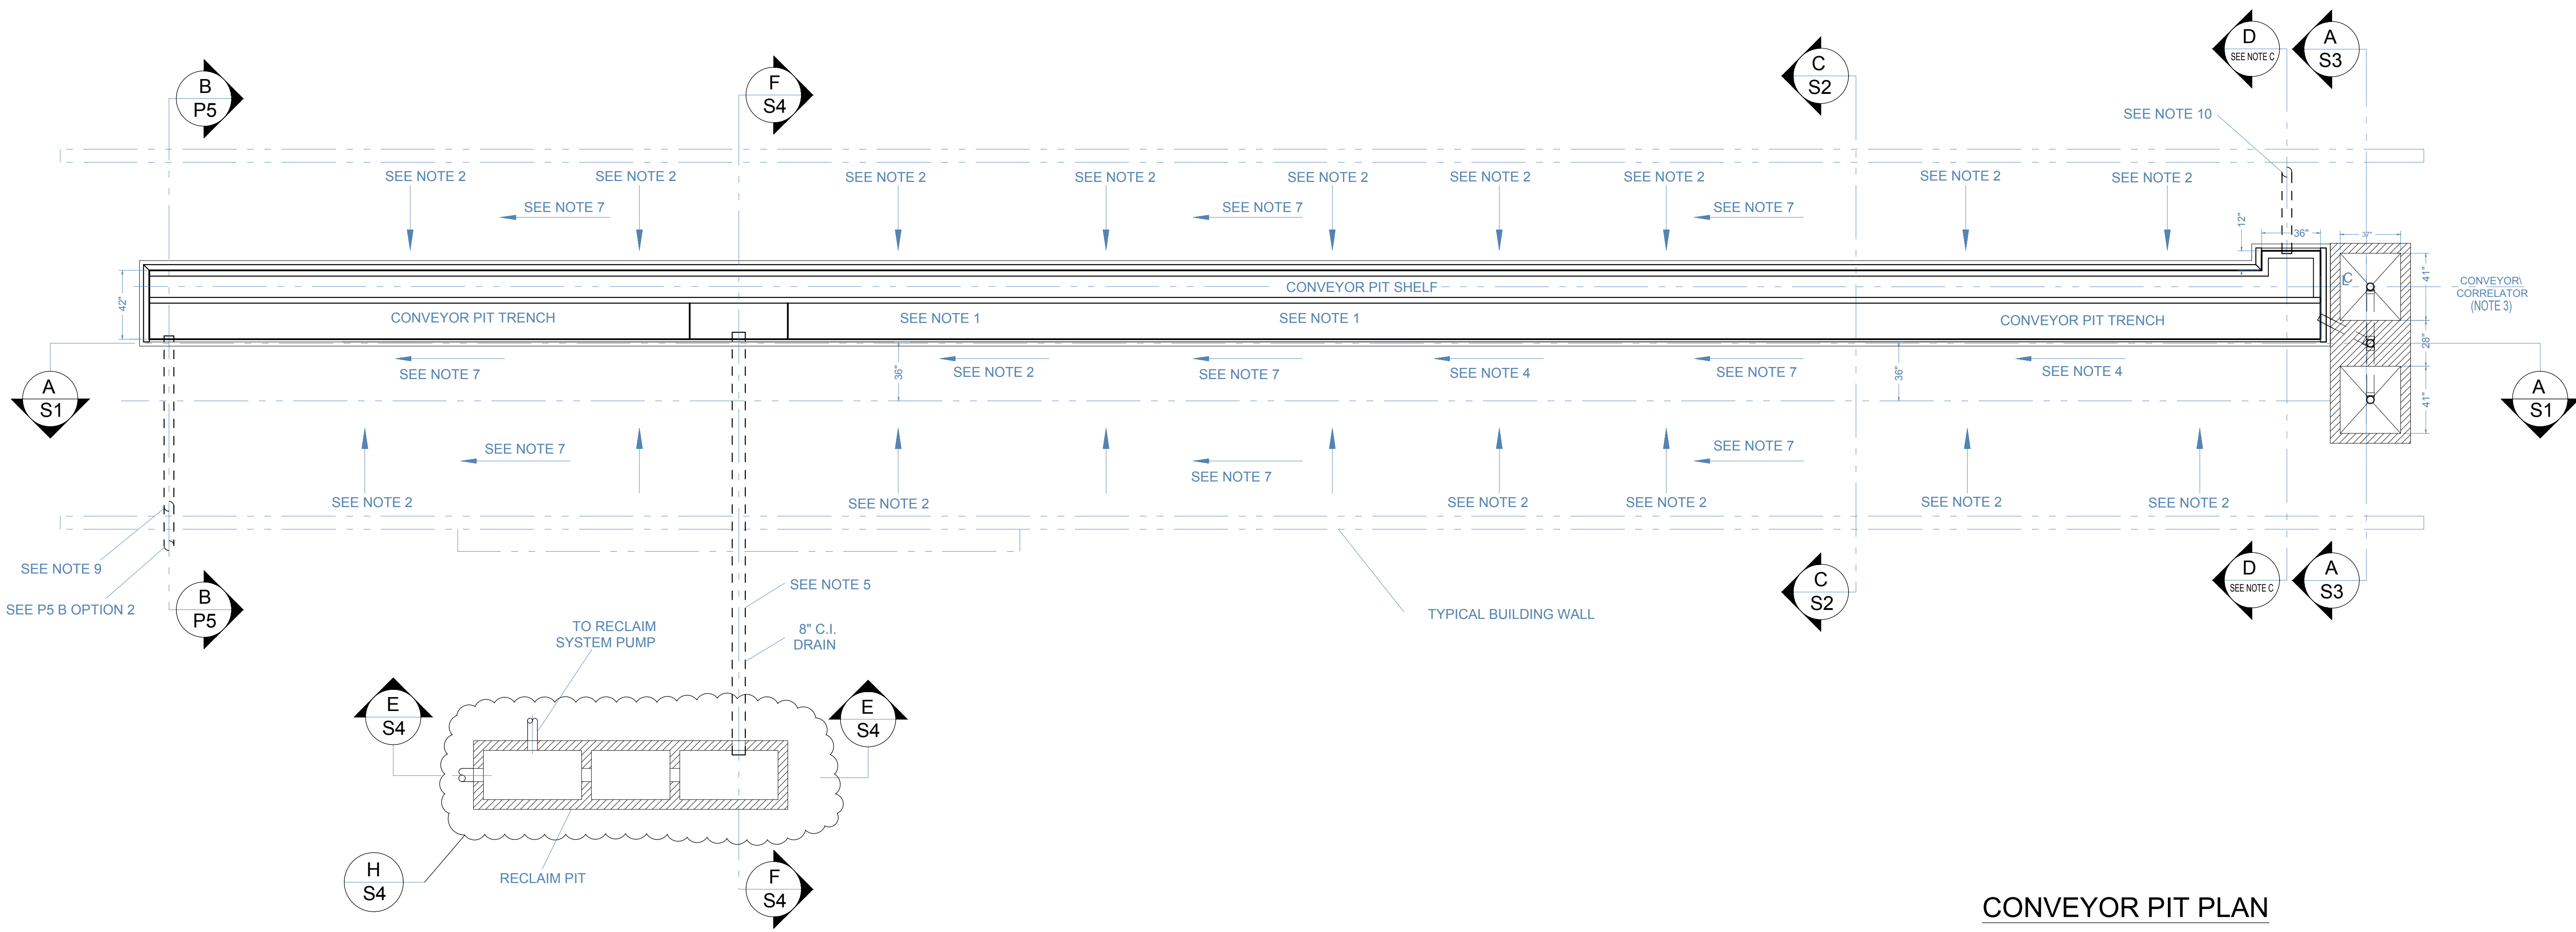 D
SEE NOTE C
A
S3
B
P5
F
S4
C
S2
SEE NOTE 10
SEE NOTE 2
SEE NOTE 2
SEE NOTE 2
SEE NOTE 2
SEE NOTE 2
SEE NOTE 2
SEE NOTE 2
SEE NOTE 2
SEE NOTE 2
SEE NOTE 7
SEE NOTE 7
SEE NOTE 7
12"
36"
37"
42"
CONVEYOR PIT SHELF
CL
41"
CONVEYOR\
CORRELATOR
(NOTE 3)
CONVEYOR PIT TRENCH
SEE NOTE 1
SEE NOTE 1
CONVEYOR PIT TRENCH
28"
A
S1
SEE NOTE 7
36"
SEE NOTE 2
SEE NOTE 7
SEE NOTE 4
SEE NOTE 7
36"
SEE NOTE 4
41"
A
S1
SEE NOTE 7
SEE NOTE 7
SEE NOTE 7
SEE NOTE 2
SEE NOTE 2
SEE NOTE 2
SEE NOTE 2
SEE NOTE 2
SEE NOTE 2
SEE NOTE 9
SEE P5 B OPTION 2
B
P5
SEE NOTE 5
C
S2
D
SEE NOTE C
A
S3
TYPICAL BUILDING WALL
TO RECLAIM
SYSTEM PUMP
8" C.I.
DRAIN
E
S4
E
S4
H
S4
RECLAIM PIT
F
S4
CONVEYOR PIT PLAN